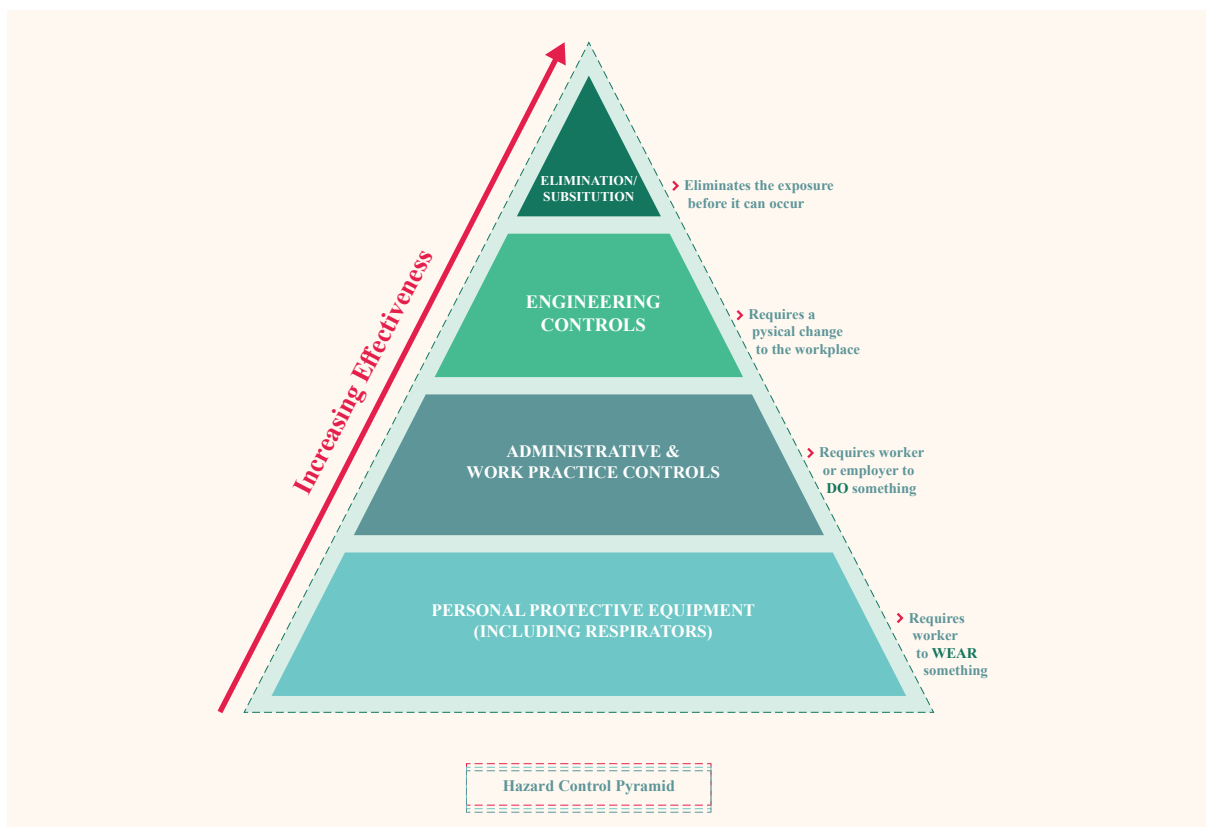 ELIMINATION/
SUBSITUTION
Eliminates the exposure
before it can occur
Increasing Effectiveness
ENGINEERING
CONTROLS
Requires a
pysical change
to the workplace
ADMINISTRATIVE &
WORK PRACTICE CONTROLS
Requires worker
or employer to
DO something
PERSONAL PROTECTIVE EQUIPMENT
(INCLUDING RESPIRATORS)
Requires
worker
to WEAR
something
Hazard Control Pyramid